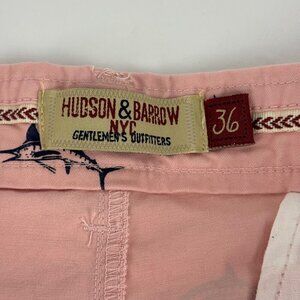 HUDSON & BARROW
NYC
GENTLEMEN'S OUTFITTERS
36